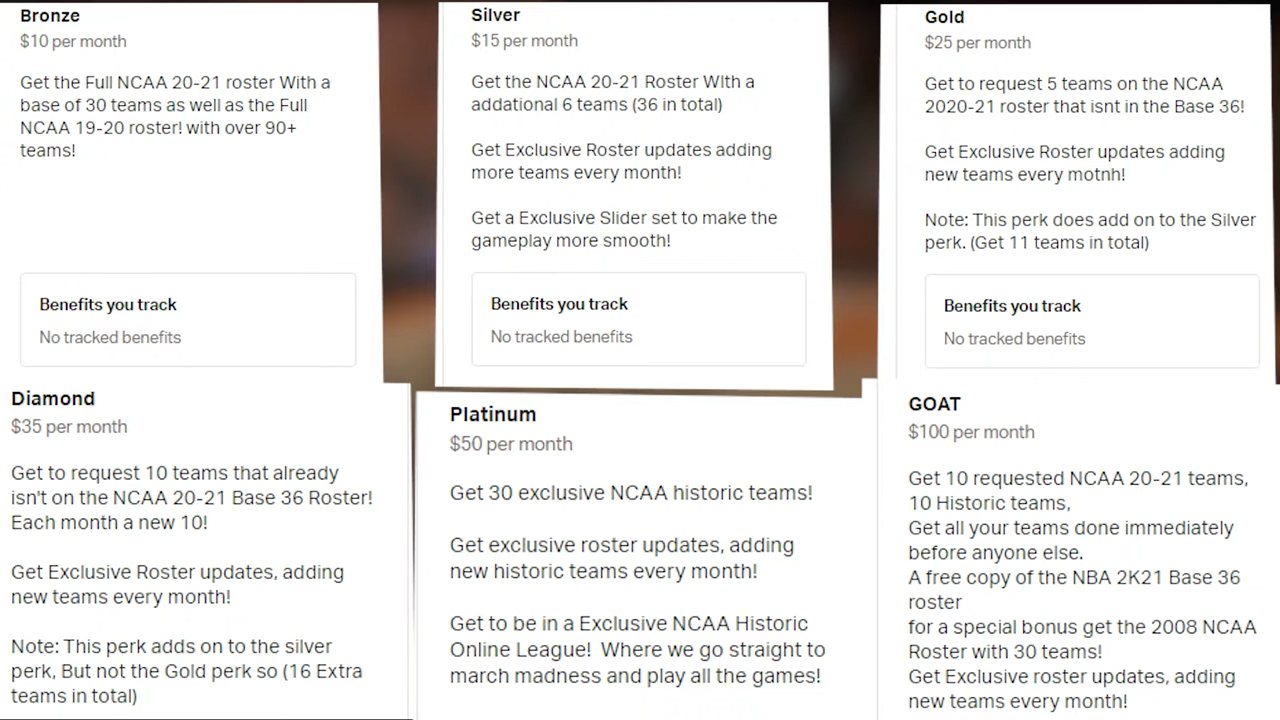 Bronze
$10 per month
Get the Full NCAA 20-21 roster With a
base of 30 teams as well as the Full
NCAA 19-20 roster! with over 90+
teams!
Benefits you track
No tracked benefits
Silver
$15 per month
Get the NCAA 20-21 Roster WIth a
addational 6 teams (36 in total)
Get Exclusive Roster updates adding
more teams every month!
Get a Exclusive Slider set to make the
gameplay more smooth!
Benefits you track
No tracked benefits
Gold
$25 per month
Get to request 5 teams on the NCAA
2020-21 roster that isnt in the Base 36!
Get Exclusive Roster updates adding
new teams every motnh!
Note: This perk does add on to the Silver
perk. (Get 11 teams in total)
Benefits you track
No tracked benefits
Diamond
$35 per month
Get to request 10 teams that already
isn't on the NCAA 20-21 Base 36 Roster!
Each month a new 10!
Get Exclusive Roster updates, adding
new teams every month!
Note: This perk adds on to the silver
perk, But not the Gold perk so (16 Extra
teams in total)
Platinum
$50 per month
Get 30 exclusive NCAA historic teams!
Get exclusive roster updates, adding
new historic teams every month!
Get to be in a Exclusive NCAA Historic
Online League! Where we go straight to
march madness and play all the games!
GOAT
$100 per month
Get 10 requested NCAA 20-21 teams,
10 Historic teams,
Get all your teams done immediately
before anyone else.
A free copy of the NBA 2K21 Base 36
roster
for a special bonus get the 2008 NCAA
Roster with 30 teams!
Get Exclusive roster updates, adding
new teams every month!